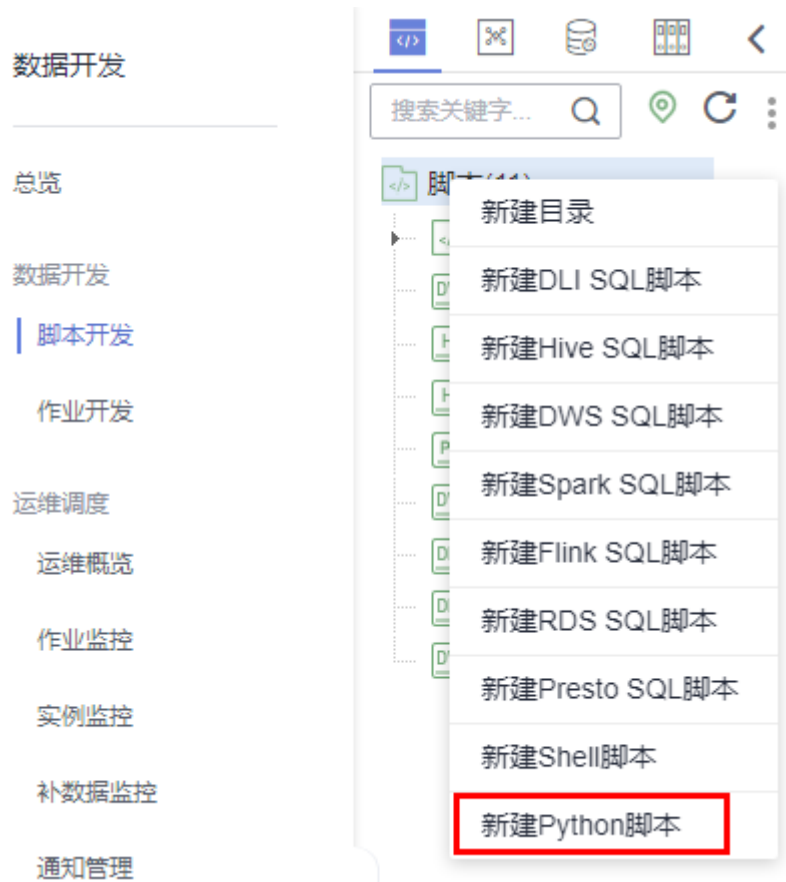 数据开发
总览
数据开发
脚本开发
作业开发
运维调度
运维概览
作业监控
实例监控
补数据监控
通知管理
搜索关键字...
脚本(11)
新建目录
新建DLI SQL脚本
新建Hive SQL脚本
新建DWS SQL脚本
新建Spark SQL脚本
新建Flink SQL脚本
新建RDS SQL脚本
新建Presto SQL脚本
新建Shell脚本
新建Python脚本